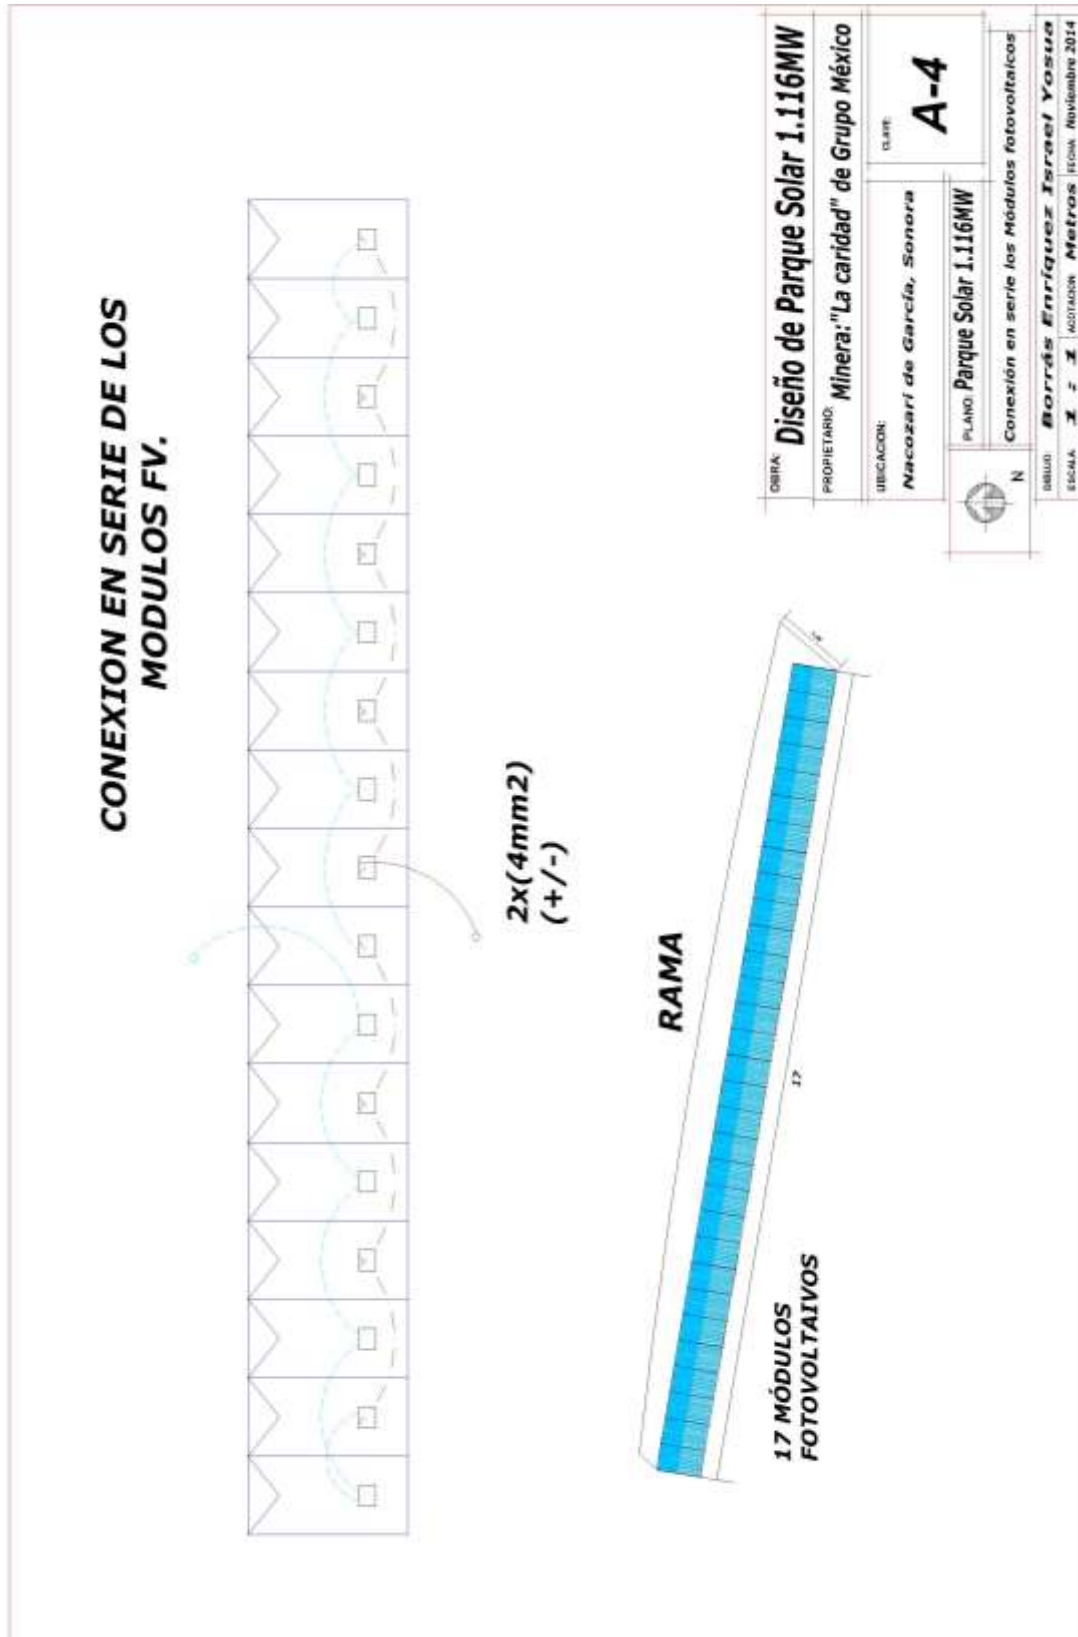 CONEXION EN SERIE DE LOS
MODULOS FV.
2x(4mm2)
(+/-)
RAMA
17
17 MÓDULOS
FOTOVOLTAIVOS
OBRA: Diseño de Parque Solar 1.116MW
PROPIETARIO: Minera:"La caridad" de Grupo México
UBICACION:
Nacozari de García, Sonora
CLAVE:
A-4
PLANO: Parque Solar 1.116MW
Conexión en serie los Módulos fotovoltaicos
N
DIBUJO: Borrás Enríquez Israel Yosua
ESCALA: 1 : 1 ACOTACION: Metros FECHA: Noviembre 2014